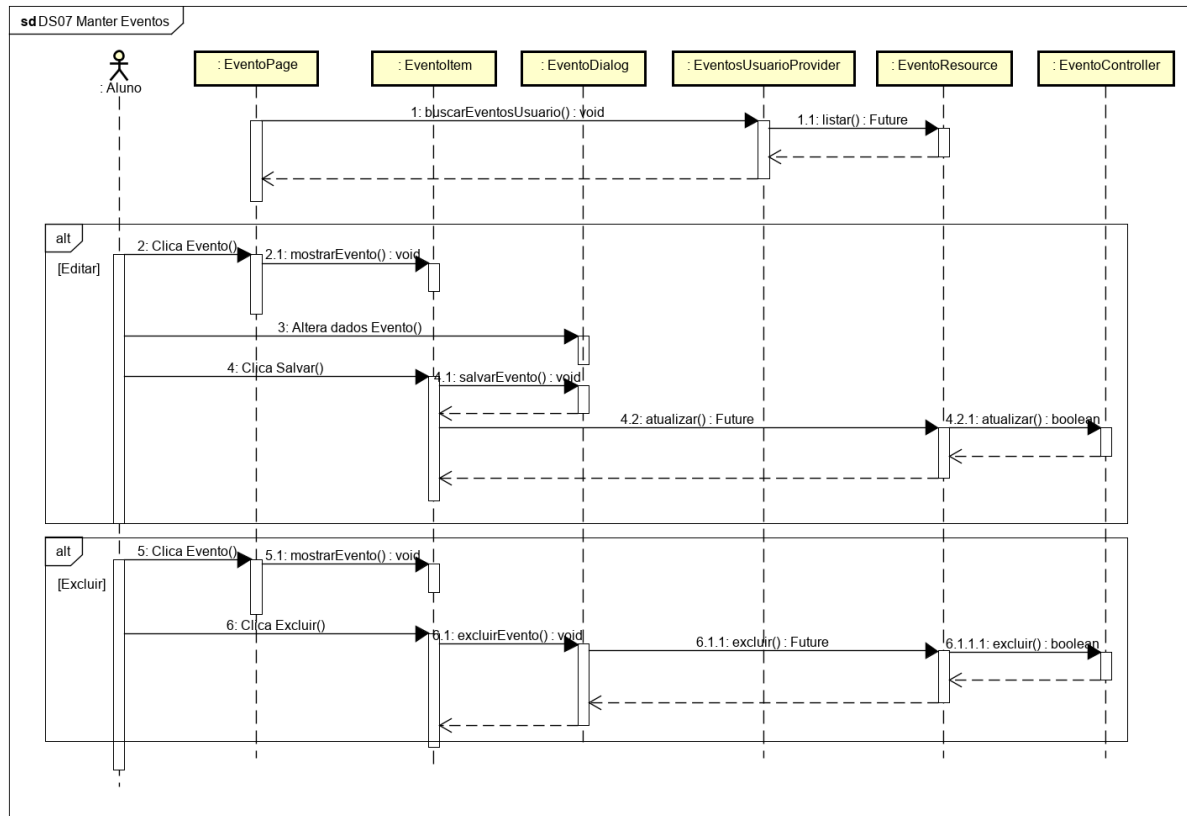 sd DS07 Manter Eventos
: Aluno
: EventoPage
: EventoItem
: EventoDialog
: EventosUsuarioProvider
: EventoResource
: EventoController
1: buscarEventosUsuario() : void
1.1: listar() : Future
alt
[Editar]
2: Clica Evento()
2.1: mostrarEvento() : void
3: Altera dados Evento()
4: Clica Salvar()
4.1: salvarEvento() : void
4.2: atualizar() : Future
4.2.1: atualizar() : boolean
alt
[Excluir]
5: Clica Evento()
5.1: mostrarEvento() : void
6: Clica Excluir()
6.1: excluirEvento() : void
6.1.1: excluir() : Future
6.1.1.1: excluir() : boolean